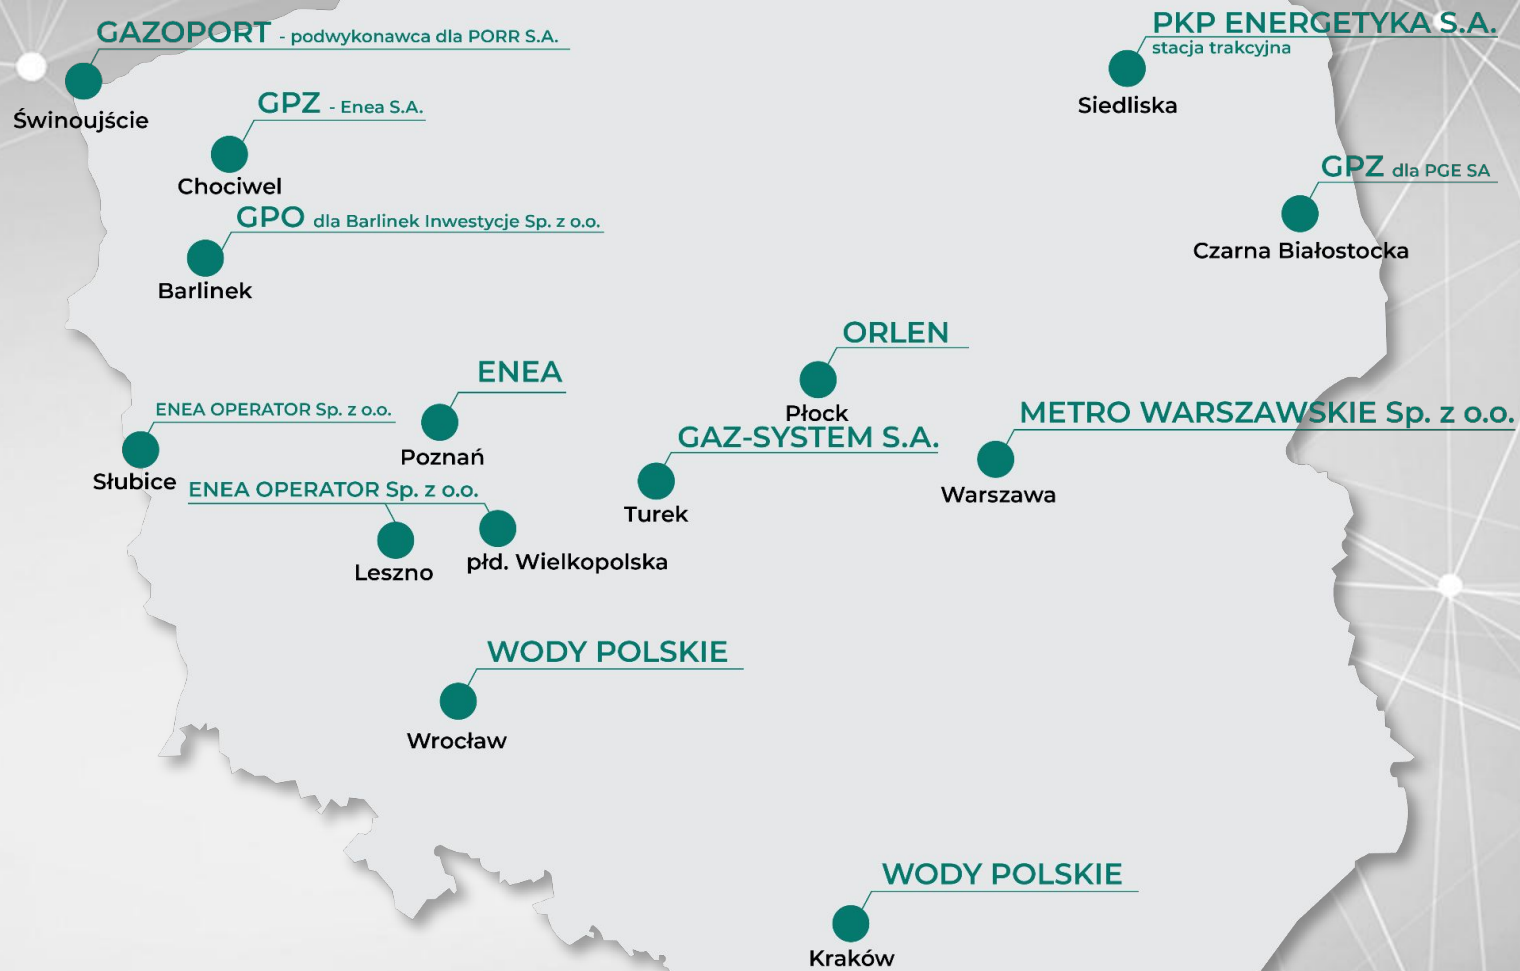 GAZOPORT - podwykonawca dla PORR S.A.
Świnoujście
PKP ENERGETYKA S.A.
stacja trakcyjna
Siedliska
GPZ - Enea S.A.
Chociwel
GPZ dla PGE SA
Czarna Białostocka
GPO dla Barlinek Inwestycje Sp. z o.o.
Barlinek
ORLEN
Płock
ENEA
Poznań
ENEA OPERATOR Sp. z o.o.
Słubice
METRO WARSZAWSKIE Sp. z o.o.
Warszawa
GAZ-SYSTEM S.A.
Turek
ENEA OPERATOR Sp. z o.o.
Leszno
płd. Wielkopolska
WODY POLSKIE
Wrocław
WODY POLSKIE
Kraków